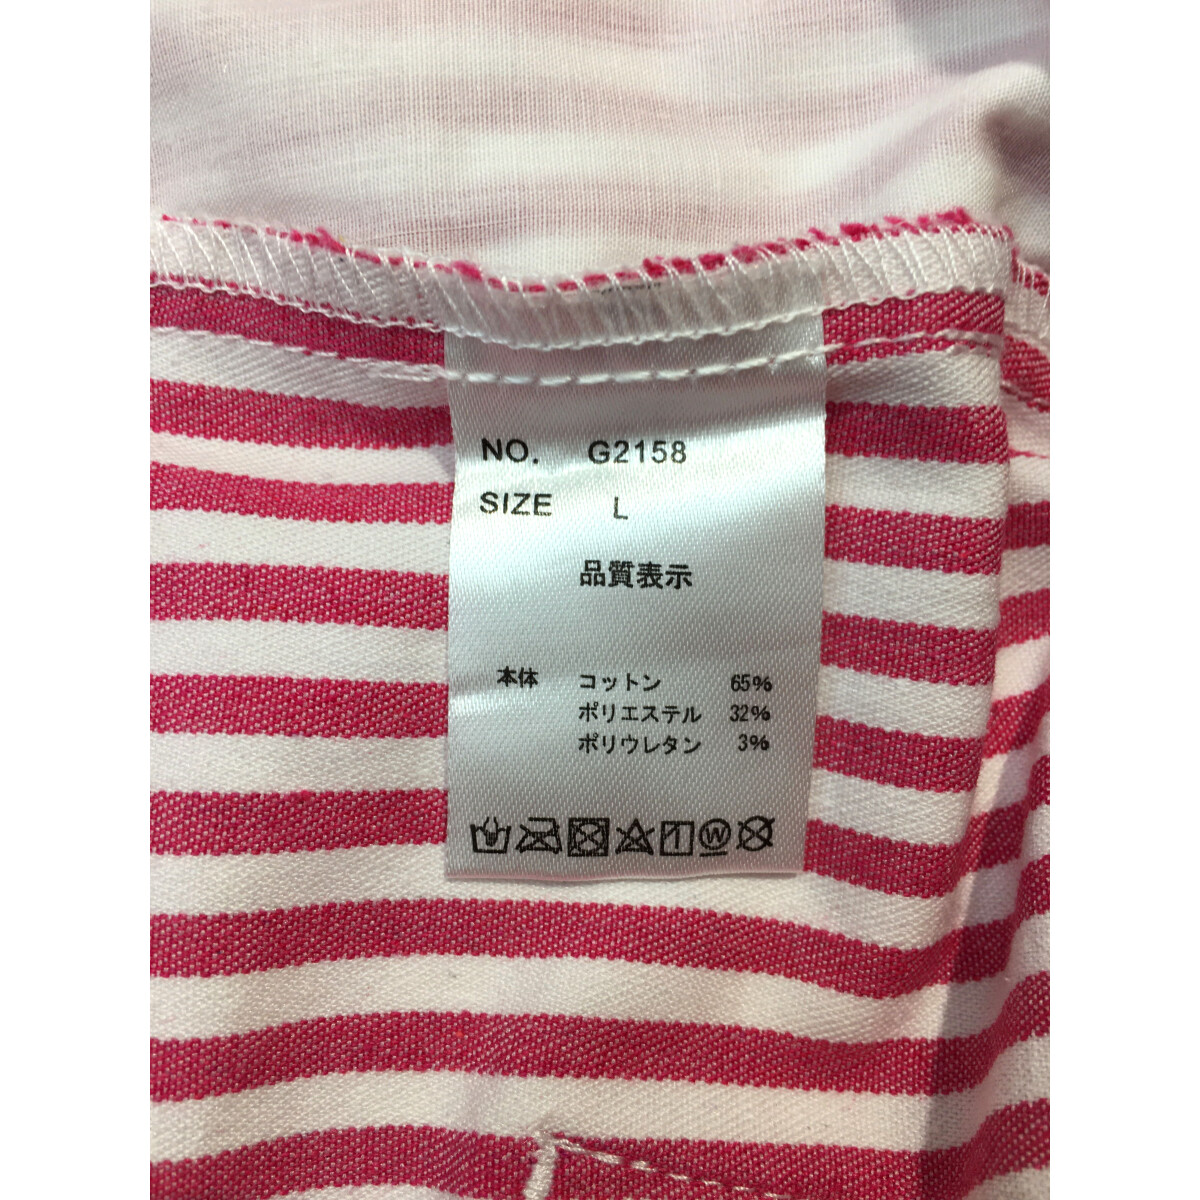 NO. G2158
SIZE L
品質表示
本体 コットン 65%
ポリエステル 32%
ポリウレタン 3%
W